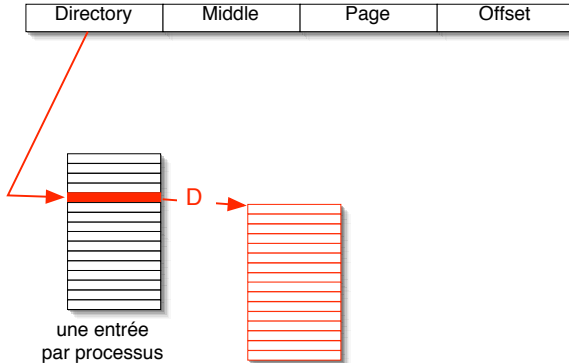 Directory Middle Page Offset
D
une entrée
par processus